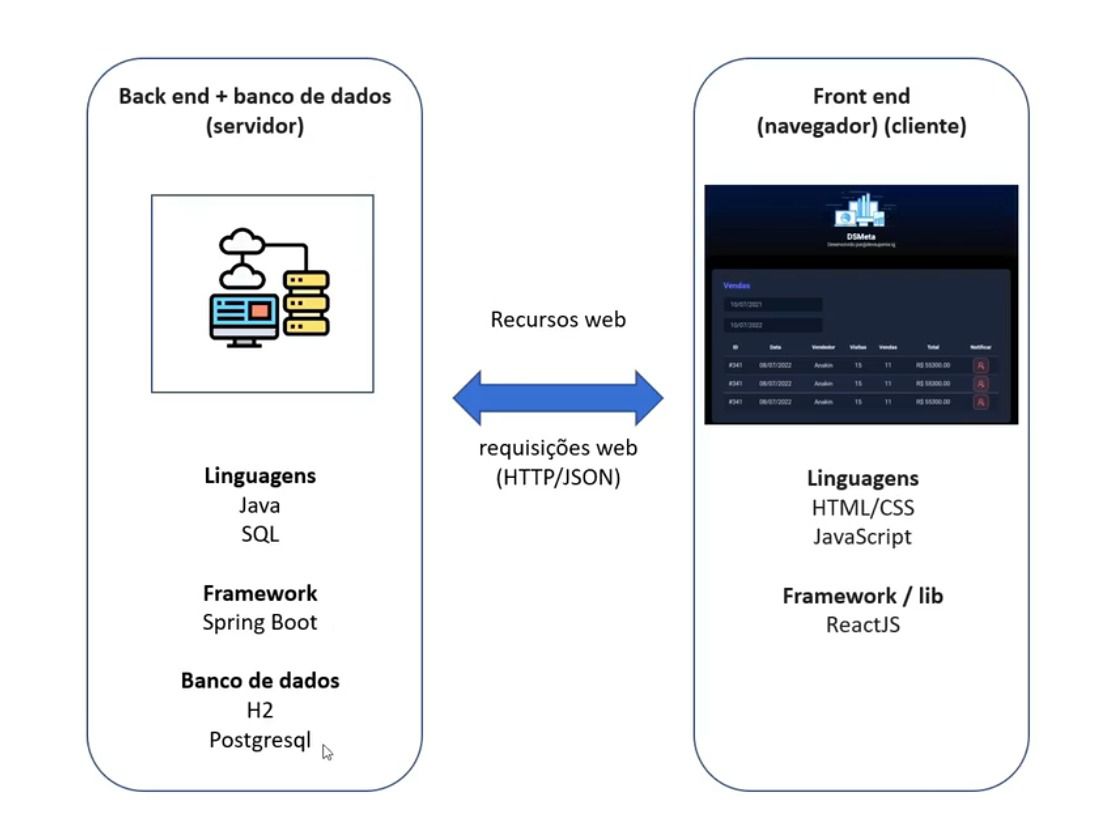 Back end + banco de dados
(servidor)
Linguagens
Java
SQL
Framework
Spring Boot
Banco de dados
H2
Postgresql
Recursos web
requisições web
(HTTP/JSON)
Front end
(navegador) (cliente)
DSMeta
Vendas
10/07/2021
10/07/2022
ID Data Vendedor Visitas Vendas Total Notificar
#341 08/07/2022 Anakin 15 11 R$ 55300.00
#341 08/07/2022 Anakin 15 11 R$ 55300.00
#341 08/07/2022 Anakin 15 11 R$ 55300.00
Linguagens
HTML/CSS
JavaScript
Framework / lib
ReactJS